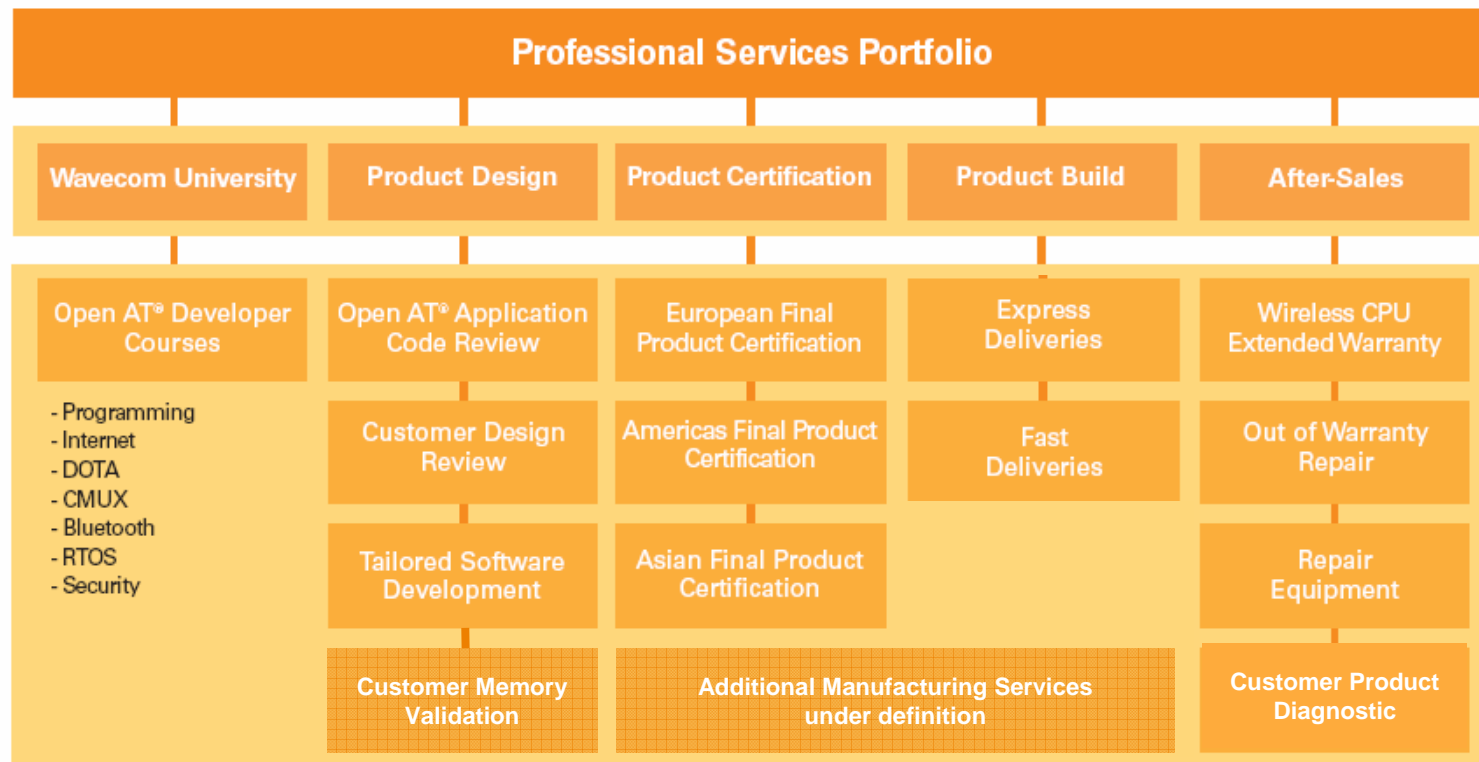 Professional Services Portfolio
Wavecom University
Product Design
Product Certification
Product Build
After-Sales
Open AT® Developer
Courses
- Programming
- Internet
- DOTA
- CMUX
- Bluetooth
- RTOS
- Security
Open AT® Application
Code Review
Customer Design
Review
Tailored Software
Development
Customer Memory
Validation
European Final
Product Certification
Americas Final Product
Certification
Asian Final Product
Certification
Express
Deliveries
Fast
Deliveries
Additional Manufacturing Services
under definition
Wireless CPU
Extended Warranty
Out of Warranty
Repair
Repair
Equipment
Customer Product
Diagnostic